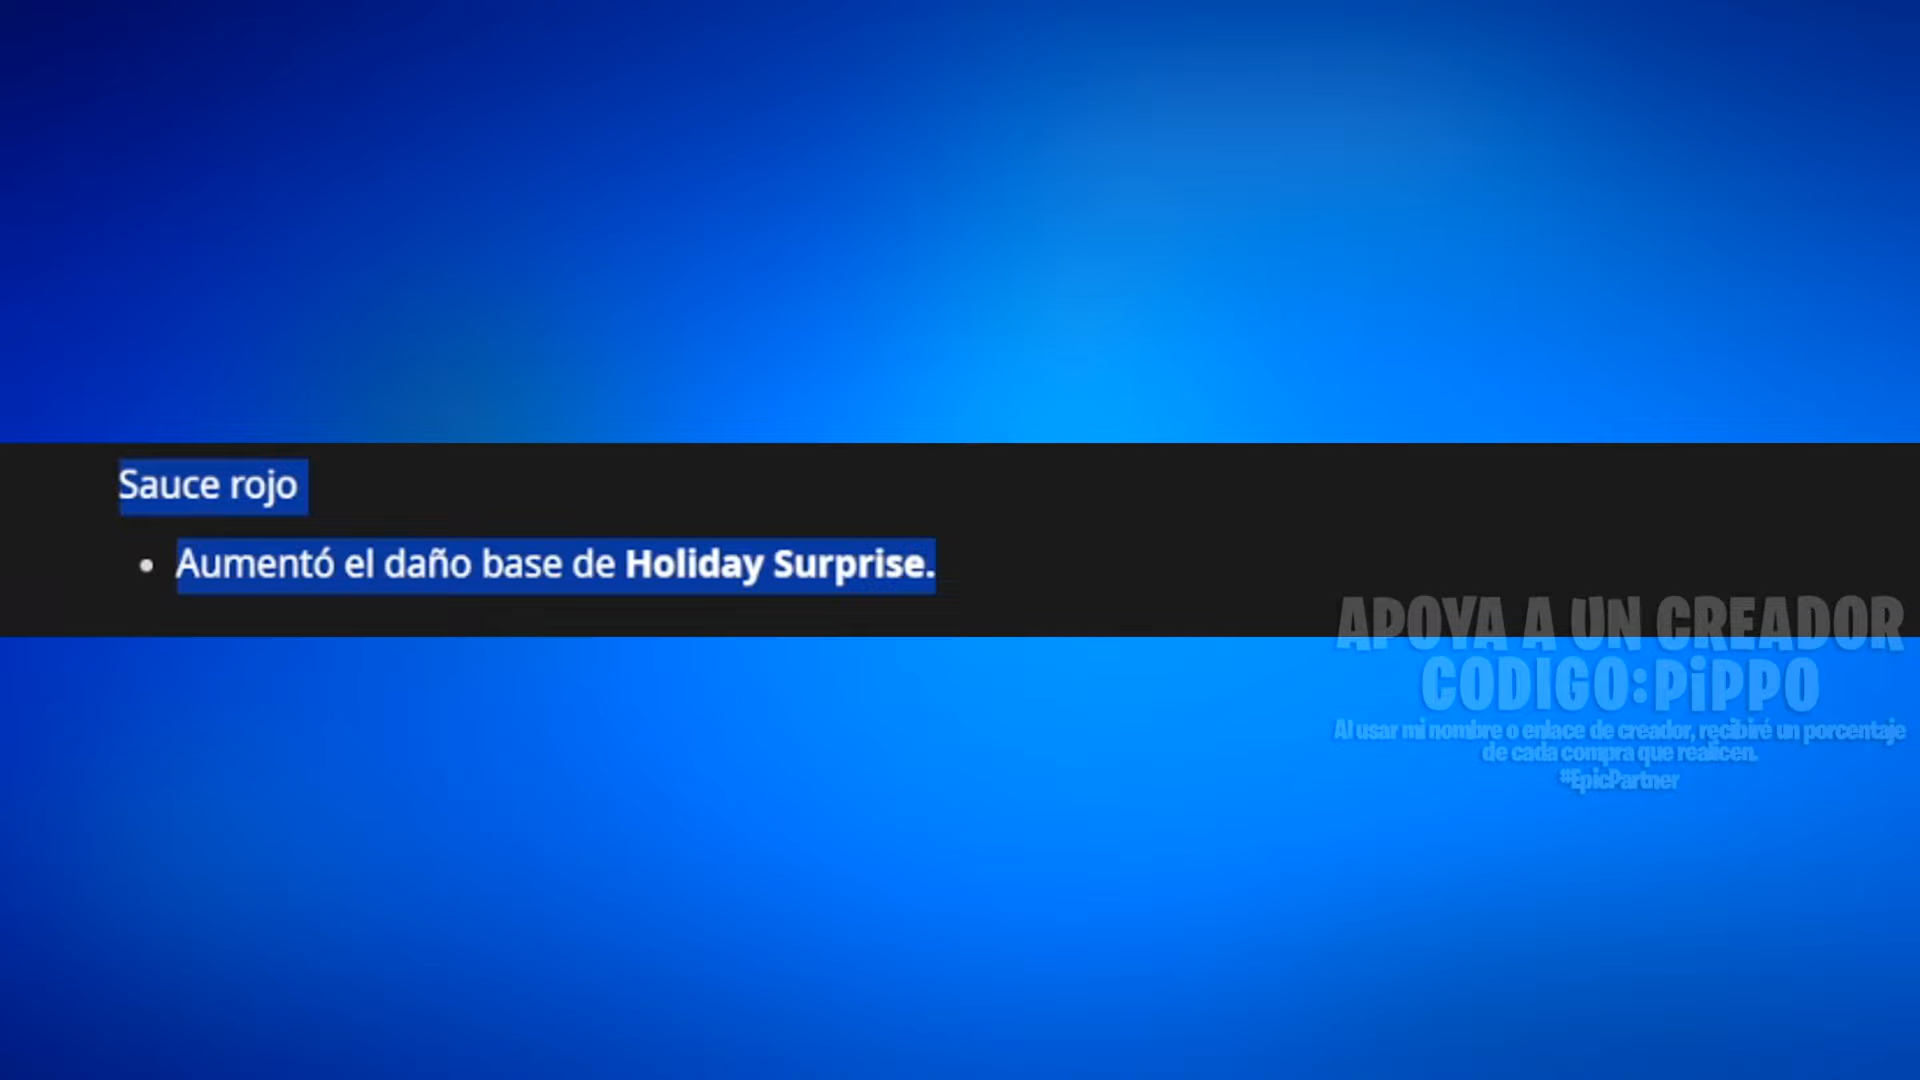 Sauce rojo
• Aumentó el daño base de Holiday Surprise.
APOYA A UN CREADOR
CODIGO:PiPPO
Al usar mi nombre o enlace de creador, recibiré un porcentaje
de cada compra que realicen.
#EpicPartner